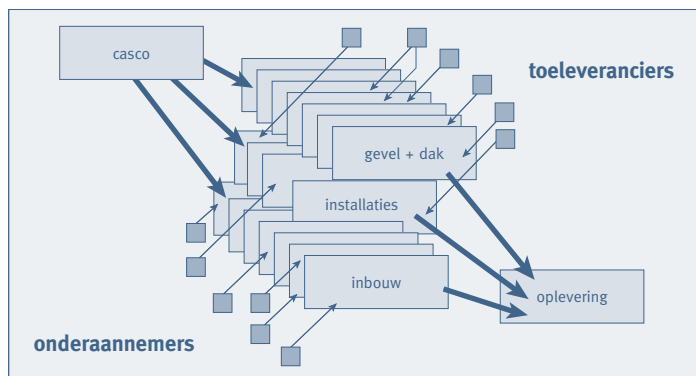 casco
toeleveranciers
gevel + dak
installaties
inbouw
oplevering
onderaannemers